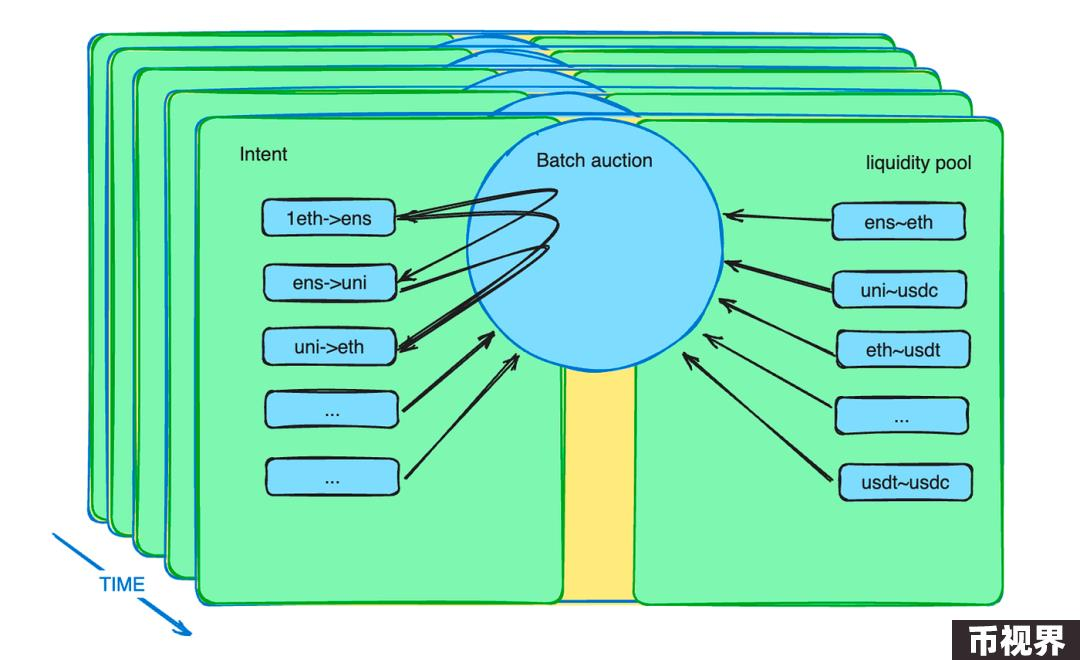 Intent
Batch auction
liquidity pool
1eth->ens
ens~eth
ens->uni
uni~usdc
uni->eth
eth~usdt
...
...
...
usdt~usdc
TIME
币视界